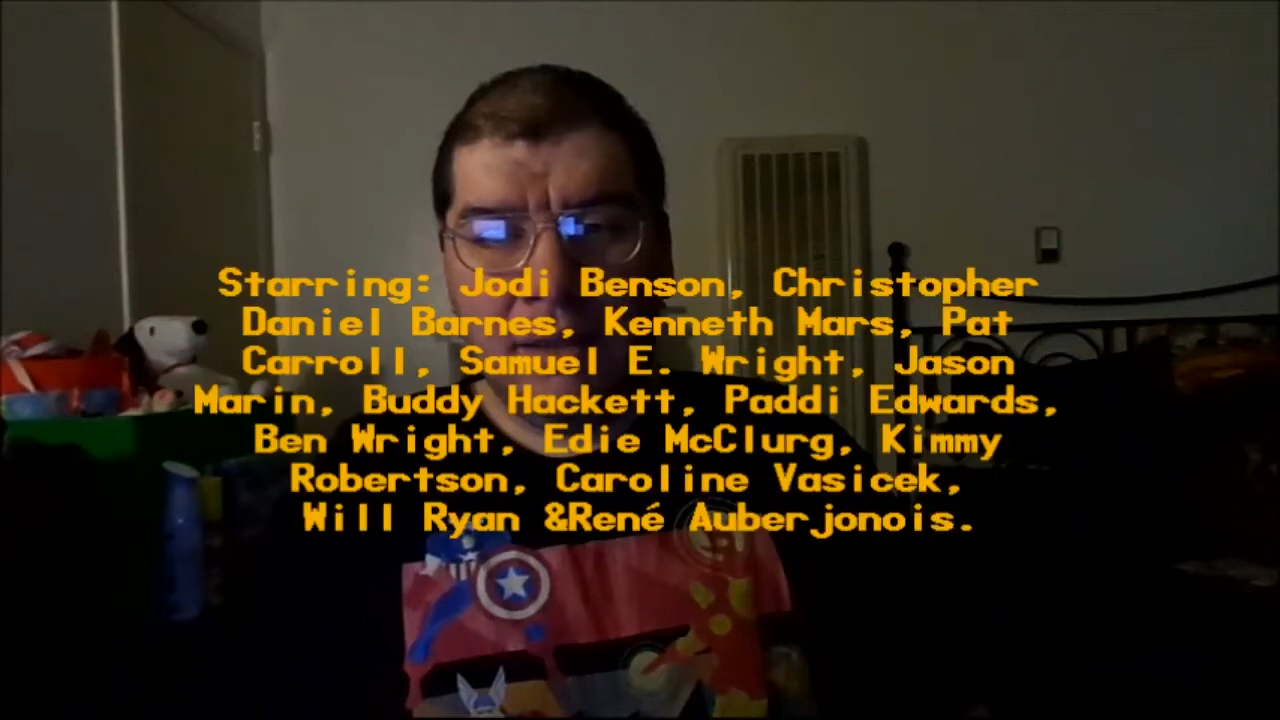 Starring: Jodi Benson, Christopher
Daniel Barnes, Kenneth Mars, Pat
Carroll, Samuel E. Wright, Jason
Marin, Buddy Hackett, Paddi Edwards,
Ben Wright, Edie McClurg, Kimmy
Robertson, Caroline Vasicek,
Will Ryan &René Auberjonois.